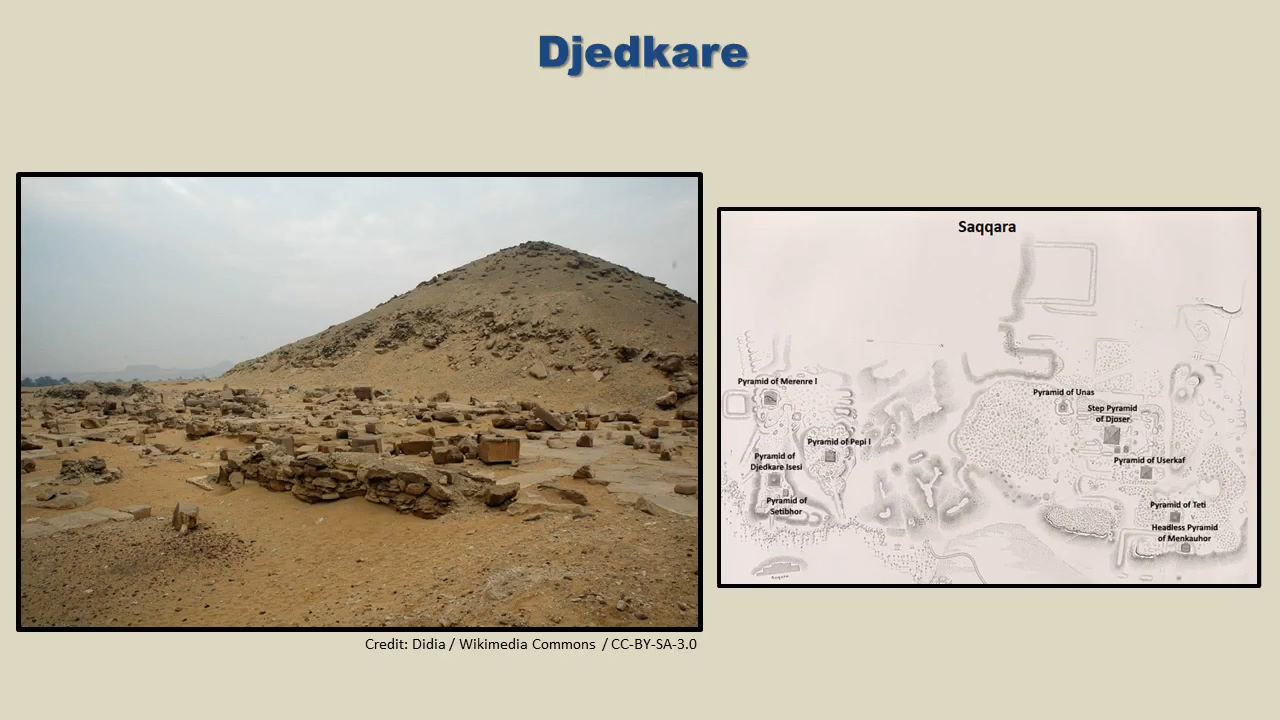 Djedkare
Credit: Didia / Wikimedia Commons / CC-BY-SA-3.0
Saqqara
Pyramid of Merenre I
Pyramid of Pepi I
Pyramid of
Djedkare Isesi
Pyramid of
Setibhor
Pyramid of Unas
Step Pyramid
of Djoser
Pyramid of Userkaf
Pyramid of Teti
Headless Pyramid
of Menkauhor